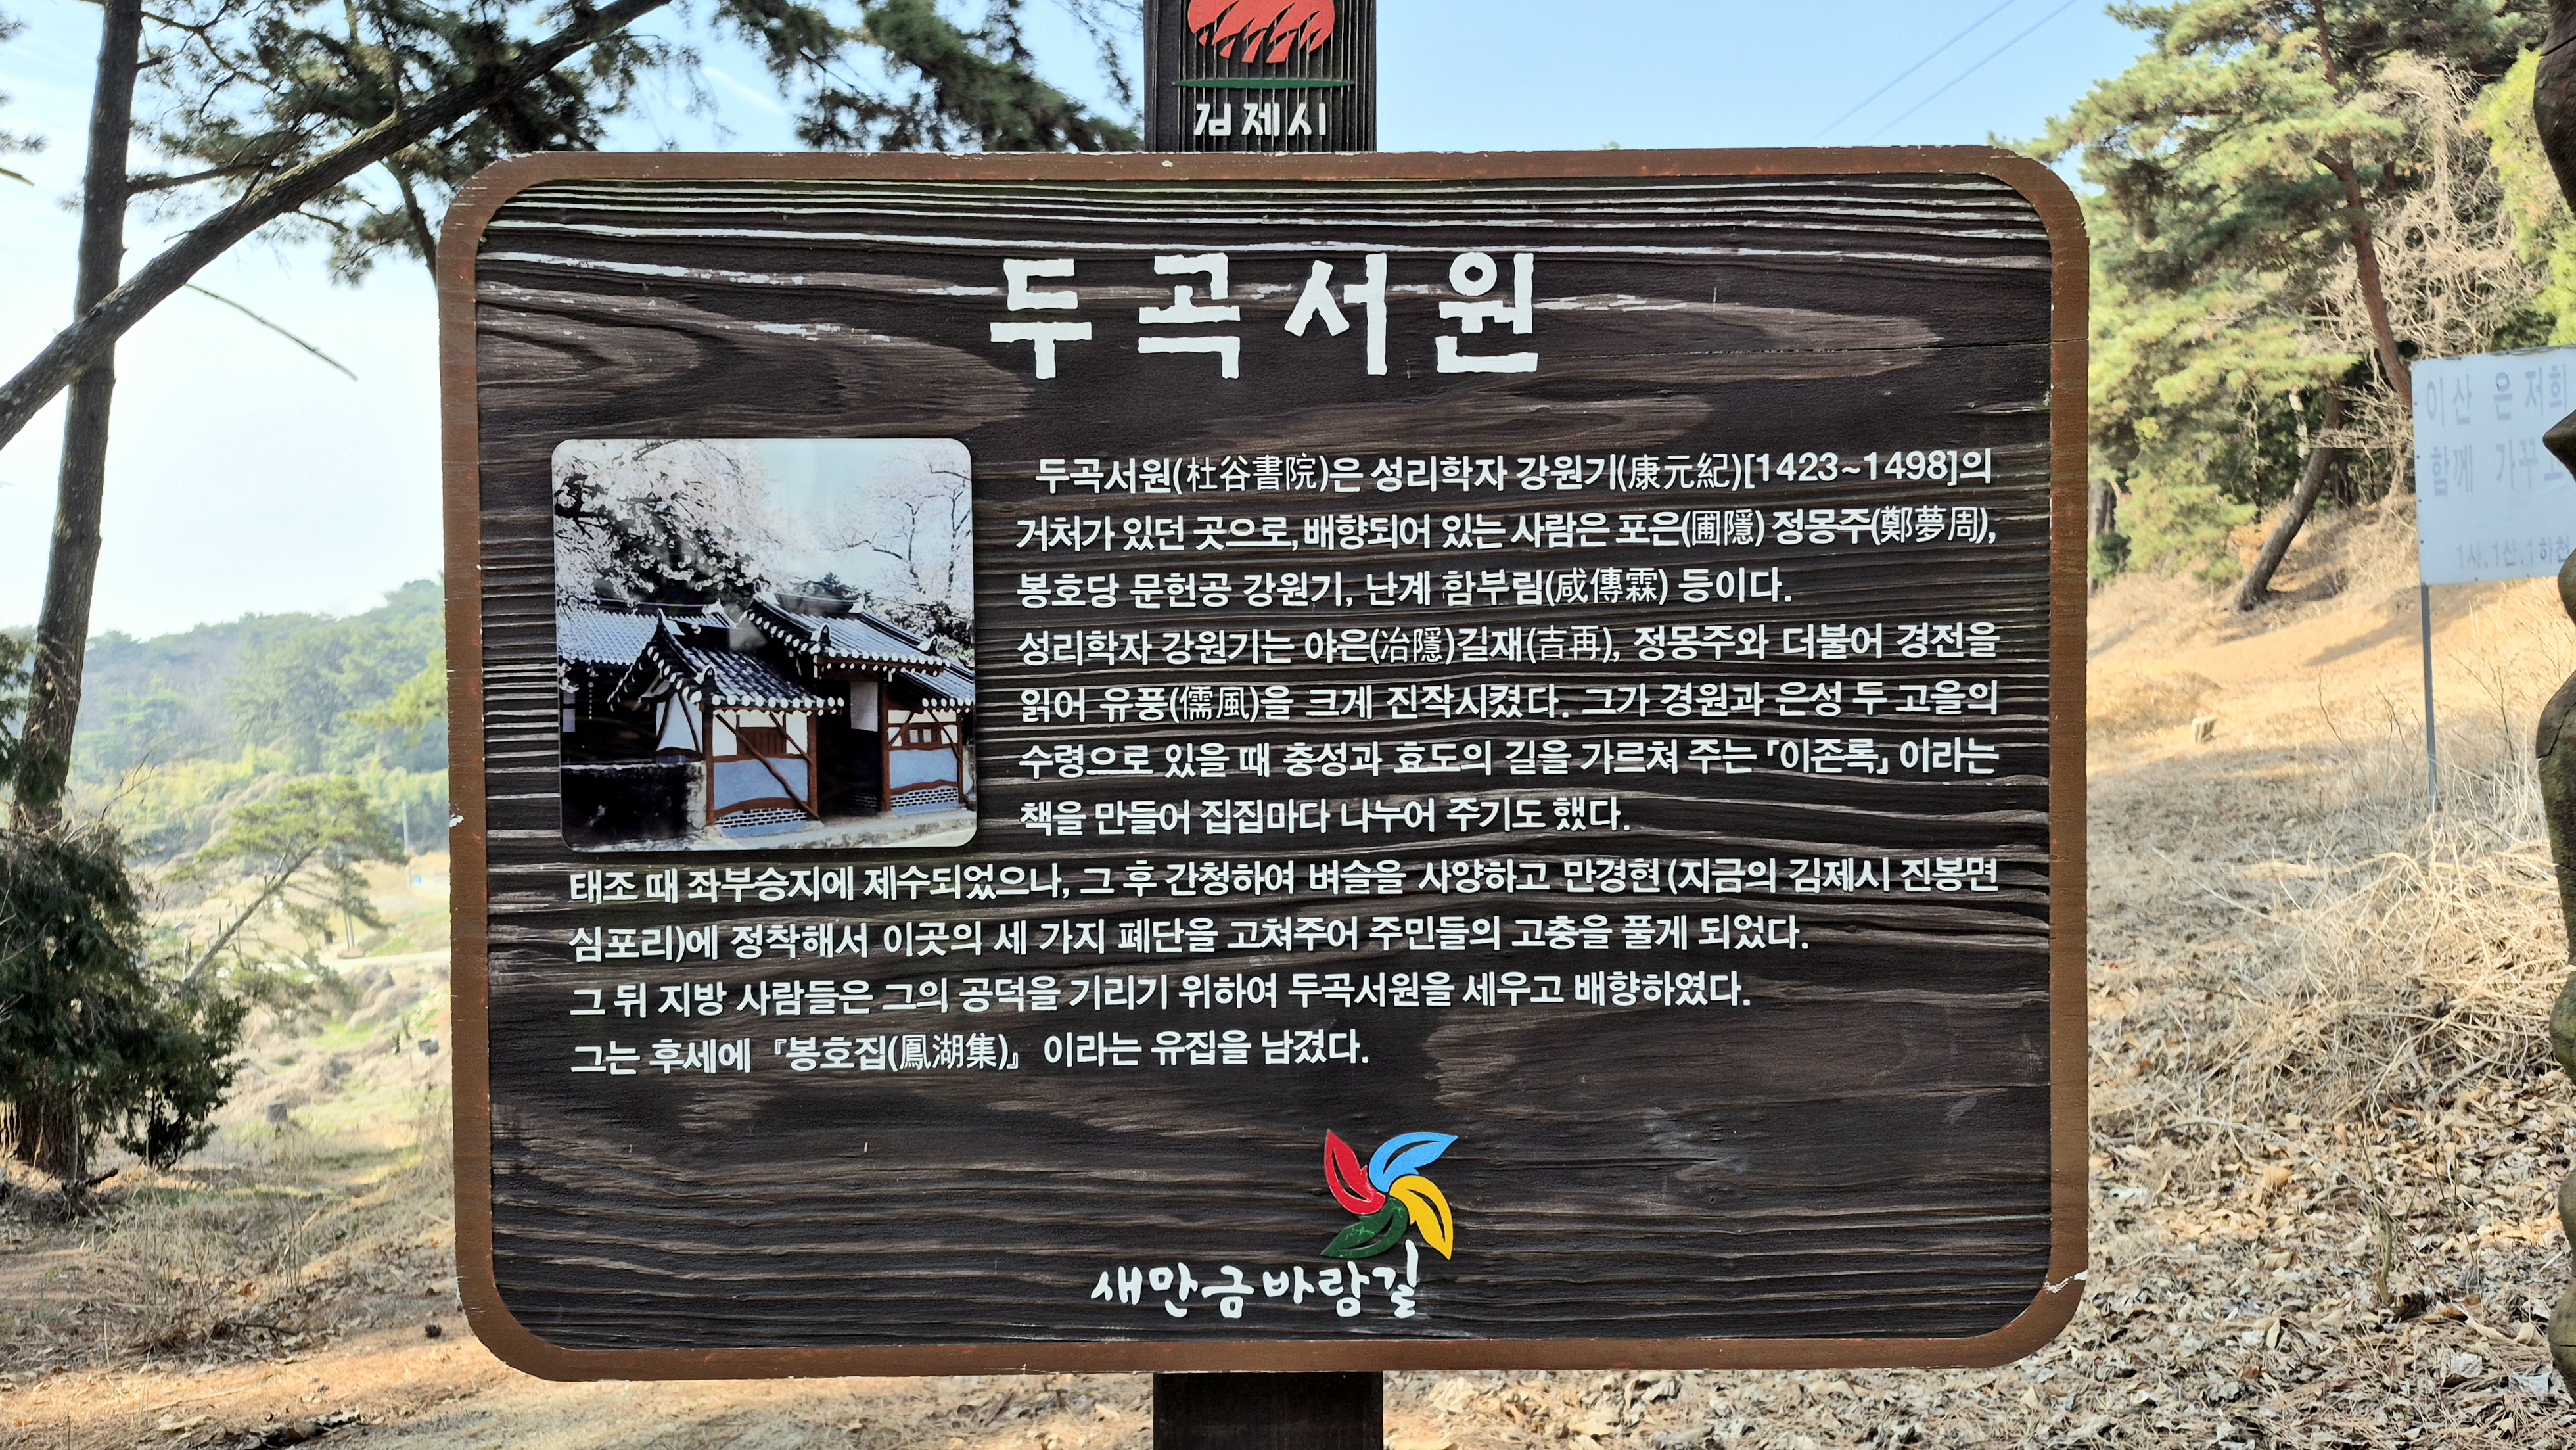 김제시
두곡서원
두곡서원(杜谷書院)은 성리학자 강원기(康元紀)[1423~1498]의
거처가 있던 곳으로, 배향되어 있는 사람은 포은(圃隱) 정몽주(鄭夢周),
봉호당 문헌공 강원기, 난계 함부림(咸傳霖) 등이다.
성리학자 강원기는 야은(冶隱)길재(吉再), 정몽주와 더불어 경전을
읽어 유풍(儒風)을 크게 진작시켰다. 그가 경원과 은성 두 고을의
수령으로 있을 때 충성과 효도의 길을 가르쳐 주는 「이존록」 이라는
책을 만들어 집집마다 나누어 주기도 했다.
태조 때 좌부승지에 제수되었으나, 그 후 간청하여 벼슬을 사양하고 만경현 (지금의 김제시 진봉면
심포리)에 정착해서 이곳의 세 가지 폐단을 고쳐주어 주민들의 고충을 풀게 되었다.
그 뒤 지방 사람들은 그의 공덕을 기리기 위하여 두곡서원을 세우고 배향하였다.
그는 후세에 『봉호집(鳳湖集)』 이라는 유집을 남겼다.
새만금바람길
이산 은 저희
함께 가꾸